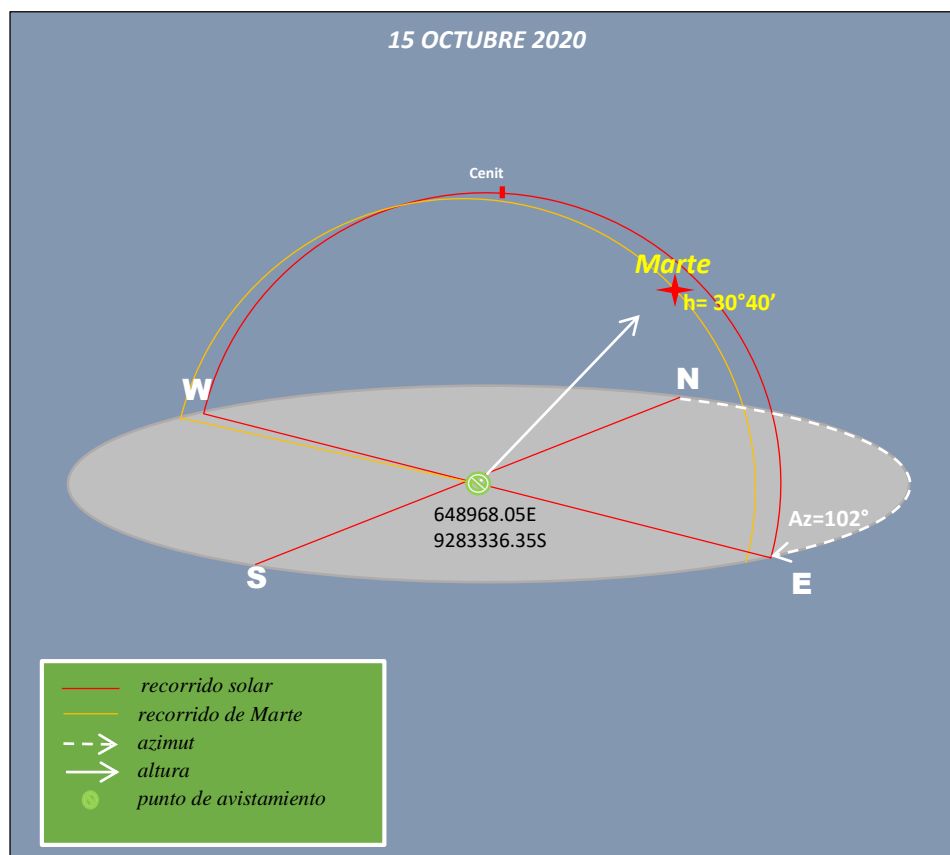 15 OCTUBRE 2020
Cenit
Marte
h= 30°40’
W
N
648968.05E
9283336.35S
Az=102°
S
E
recorrido solar
recorrido de Marte
azimut
altura
punto de avistamiento